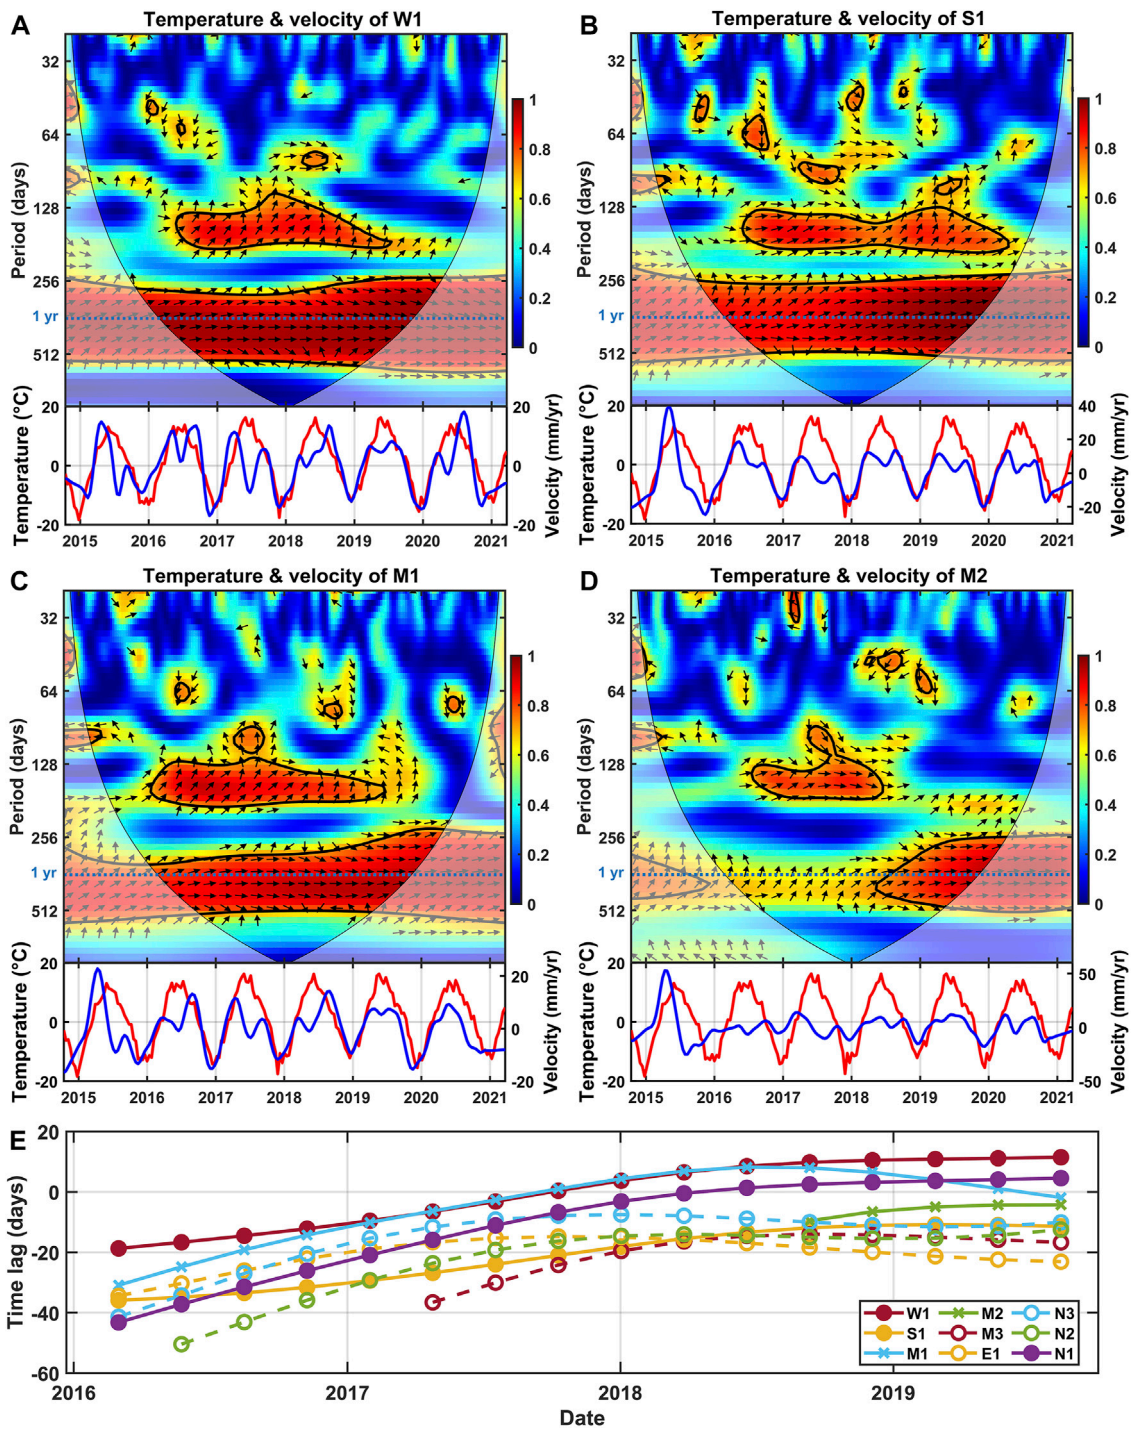 A
Temperature & velocity of W1
32
64
128
256
1 yr
512
Period (days)
1
0.8
0.6
0.4
0.2
0
20
0
-20
Temperature (°C)
20
0
-20
Velocity (mm/yr)
2015 2016 2017 2018 2019 2020 2021
B
Temperature & velocity of S1
32
64
128
256
1 yr
512
Period (days)
1
0.8
0.6
0.4
0.2
0
20
0
-20
Temperature (°C)
40
20
0
-20
Velocity (mm/yr)
2015 2016 2017 2018 2019 2020 2021
C
Temperature & velocity of M1
32
64
128
256
1 yr
512
Period (days)
1
0.8
0.6
0.4
0.2
0
20
0
-20
Temperature (°C)
20
0
-20
Velocity (mm/yr)
2015 2016 2017 2018 2019 2020 2021
D
Temperature & velocity of M2
32
64
128
256
1 yr
512
Period (days)
1
0.8
0.6
0.4
0.2
0
20
0
-20
Temperature (°C)
50
0
-50
Velocity (mm/yr)
2015 2016 2017 2018 2019 2020 2021
E
20
0
-20
-40
-60
Time lag (days)
W1 M2 N3
S1 M3 N2
M1 E1 N1
2016 2017 2018 2019
Date